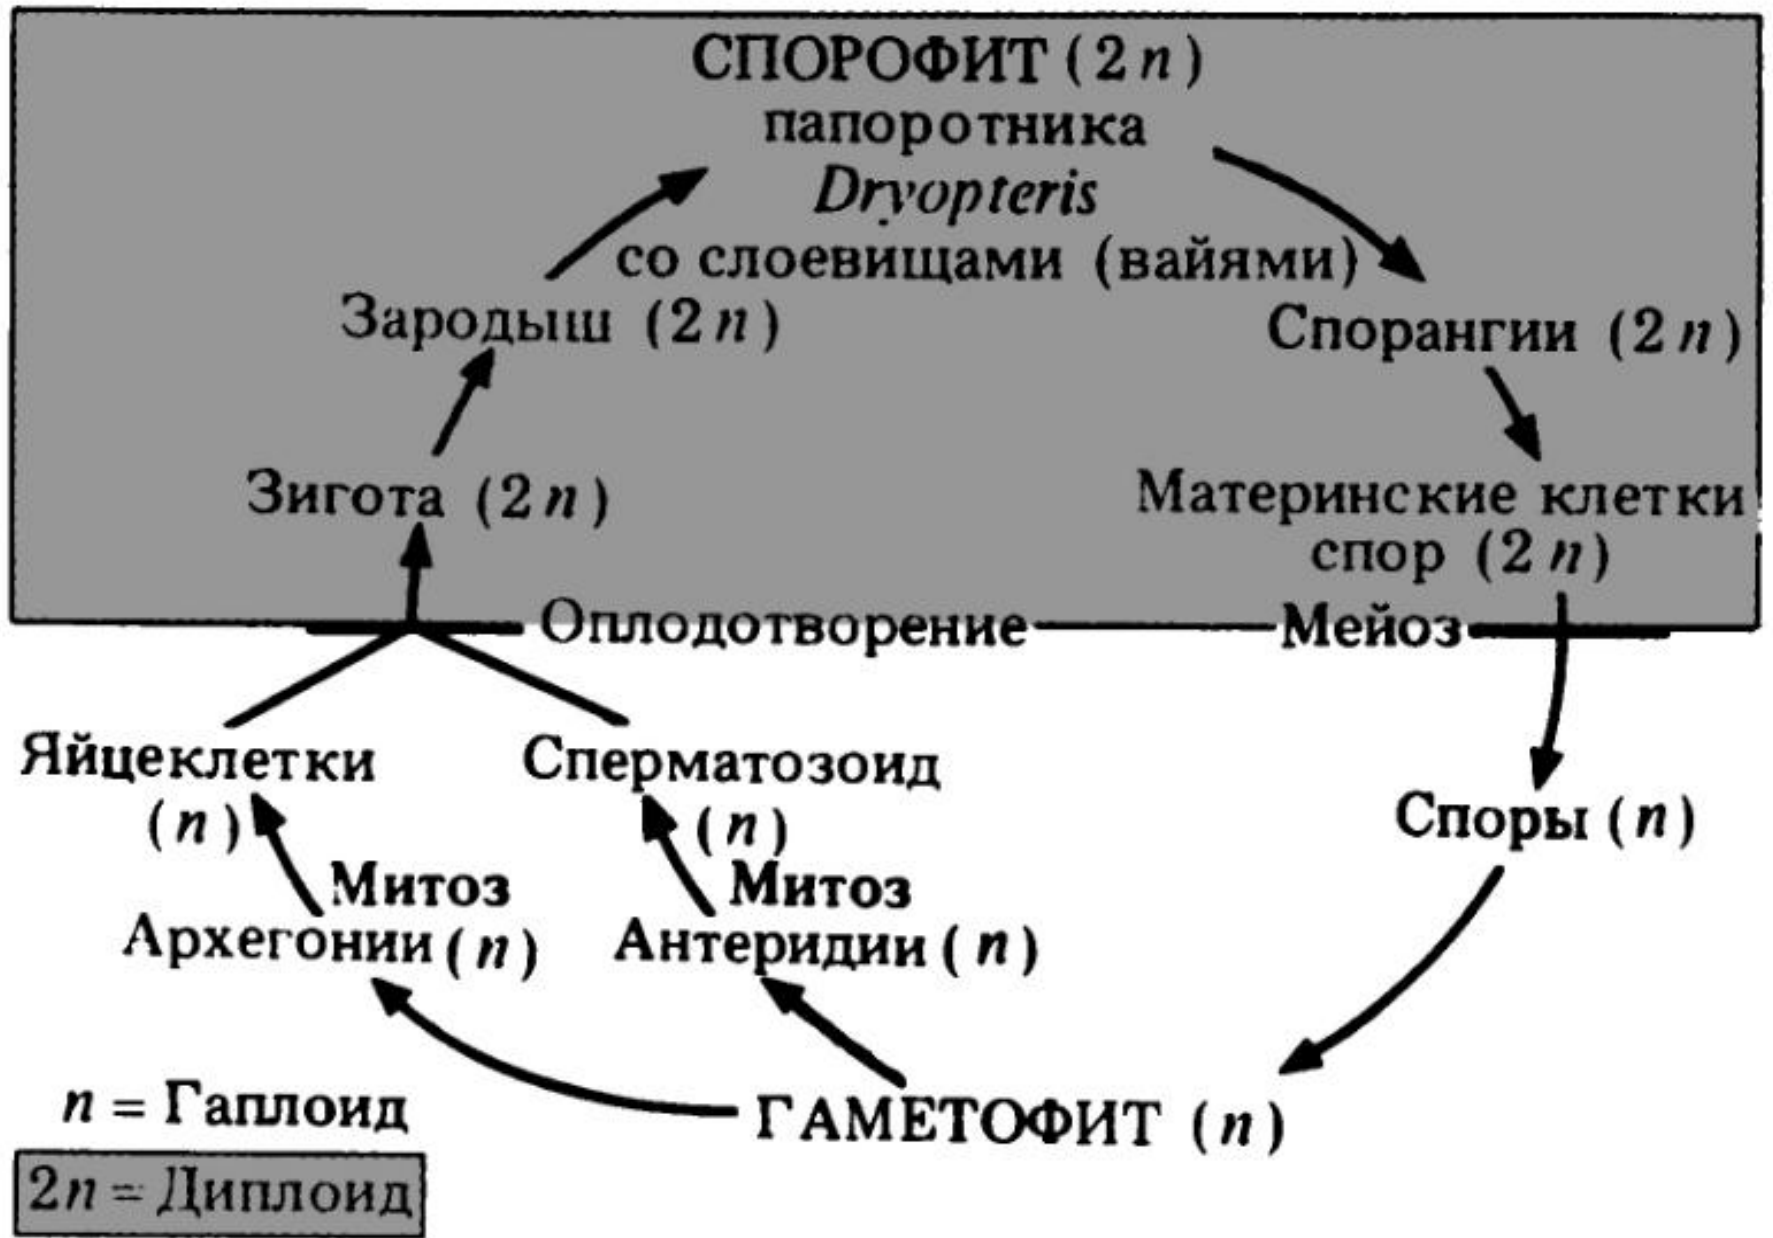 СПОРОФИТ (2n)
папоротника
Dryopteris
со слоевищами (вайями)
Зародыш (2n)
Спорангии (2n)
Зигота (2n)
Материнские клетки
спор (2n)
Оплодотворение
Мейоз
Яйцеклетки
(n)
Сперматозоид
(n)
Споры (n)
Митоз
Митоз
Архегонии (n)
Антеридии (n)
n = Гаплоид
ГАМЕТОФИТ (n)
2n = Диплоид